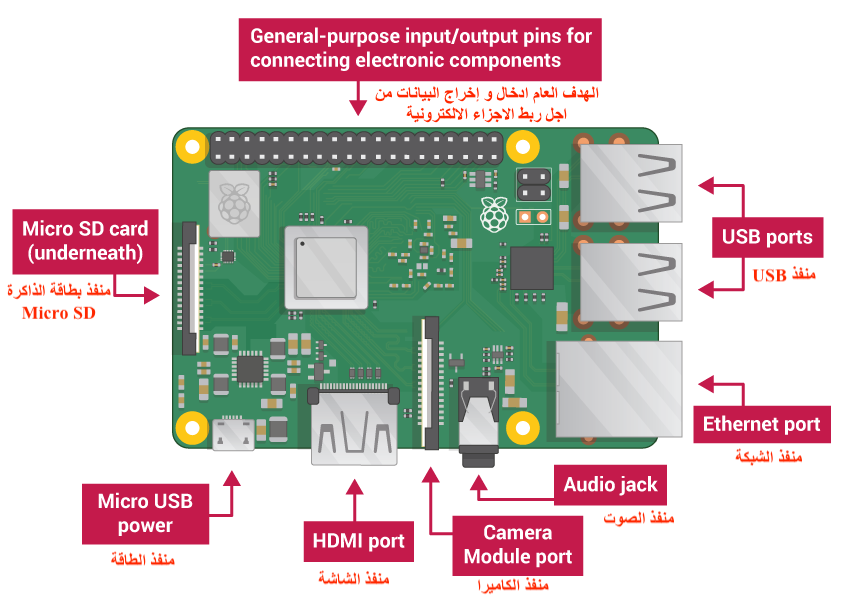 General-purpose input/output pins for
connecting electronic components
الهدف العام ادخال و إخراج البيانات من
اجل ربط الاجزاء الالكترونية
Micro SD card
(underneath)
منفذ بطاقة الذاكرة
Micro SD
USB ports
منفذ USB
Ethernet port
منفذ الشبكة
Audio jack
منفذ الصوت
Camera
Module port
منفذ الكاميرا
HDMI port
منفذ الشاشة
Micro USB
power
منفذ الطاقة